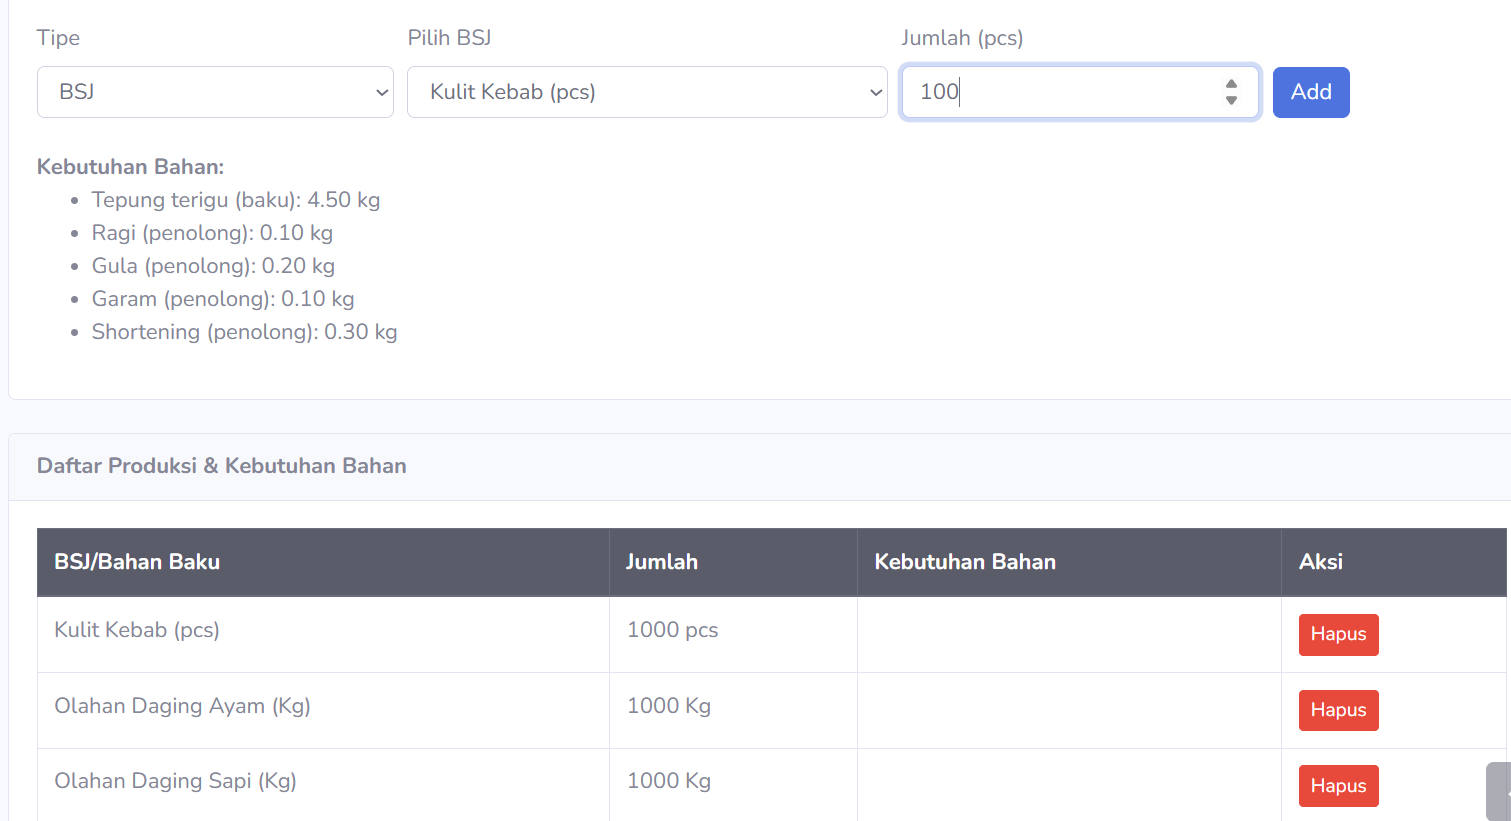 Tipe Pilih BSJ Jumlah (pcs)
BSJ Kulit Kebab (pcs) 100 Add
Kebutuhan Bahan:
Tepung terigu (baku): 4.50 kg
Ragi (penolong): 0.10 kg
Gula (penolong): 0.20 kg
Garam (penolong): 0.10 kg
Shortening (penolong): 0.30 kg
Daftar Produksi & Kebutuhan Bahan
BSJ/Bahan Baku Jumlah Kebutuhan Bahan Aksi
Kulit Kebab (pcs) 1000 pcs Hapus
Olahan Daging Ayam (Kg) 1000 Kg Hapus
Olahan Daging Sapi (Kg) 1000 Kg Hapus